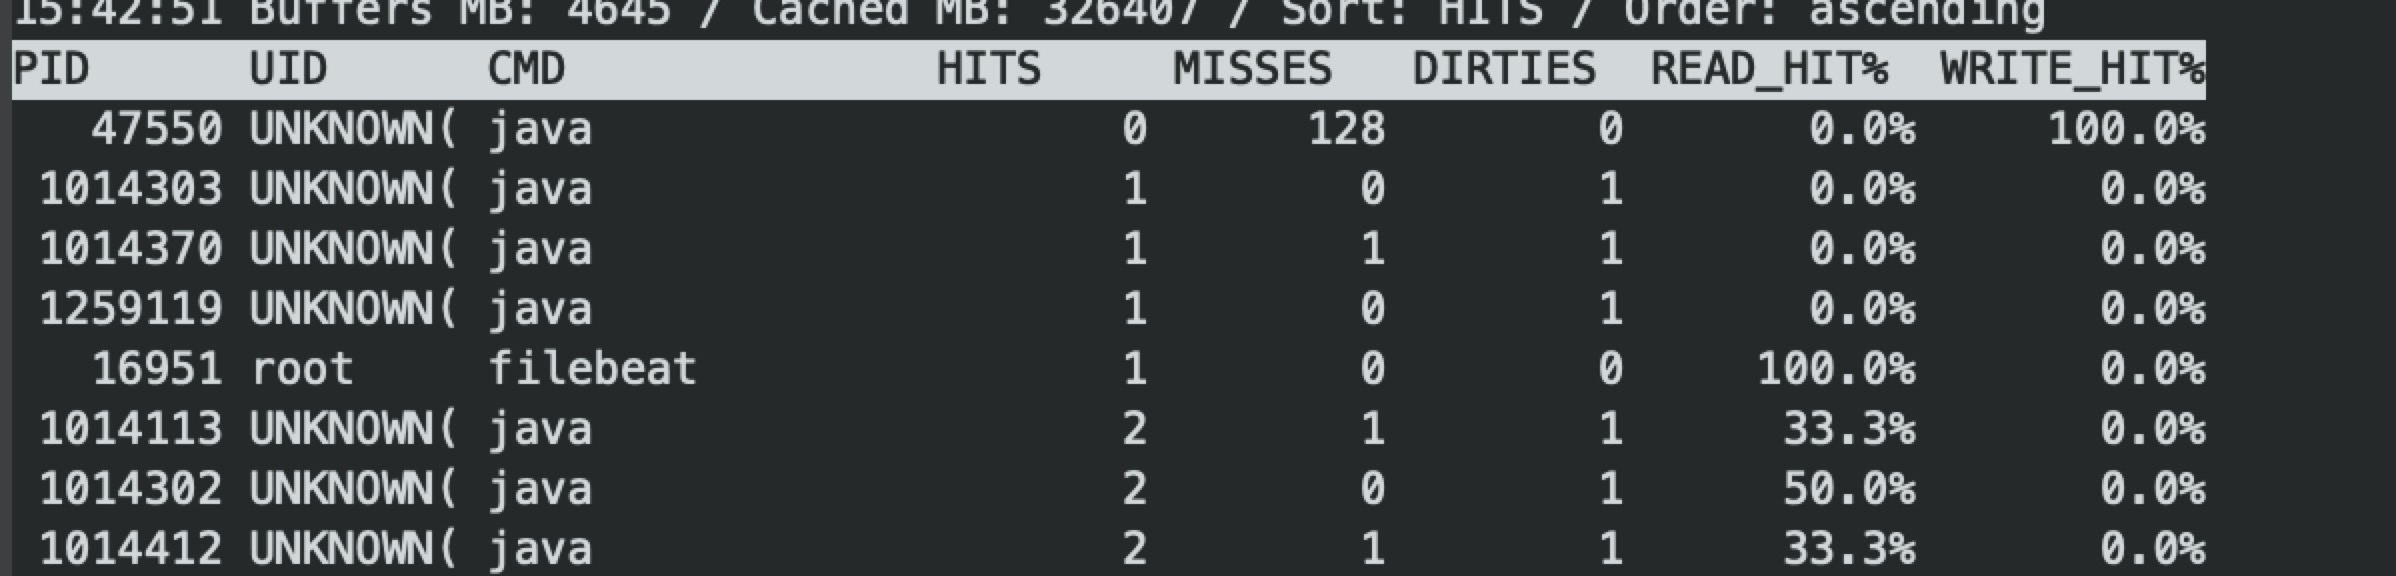 15:42:51 Buffers MB: 4645 / Cached MB: 326407 / Sort: HITS / Order: ascending
PID UID CMD HITS MISSES DIRTIES READ_HIT% WRITE_HIT%
47550 UNKNOWN( java 0 128 0 0.0% 100.0%
1014303 UNKNOWN( java 1 0 1 0.0% 0.0%
1014370 UNKNOWN( java 1 1 1 0.0% 0.0%
1259119 UNKNOWN( java 1 0 1 0.0% 0.0%
16951 root filebeat 1 0 0 100.0% 0.0%
1014113 UNKNOWN( java 2 1 1 33.3% 0.0%
1014302 UNKNOWN( java 2 0 1 50.0% 0.0%
1014412 UNKNOWN( java 2 1 1 33.3% 0.0%